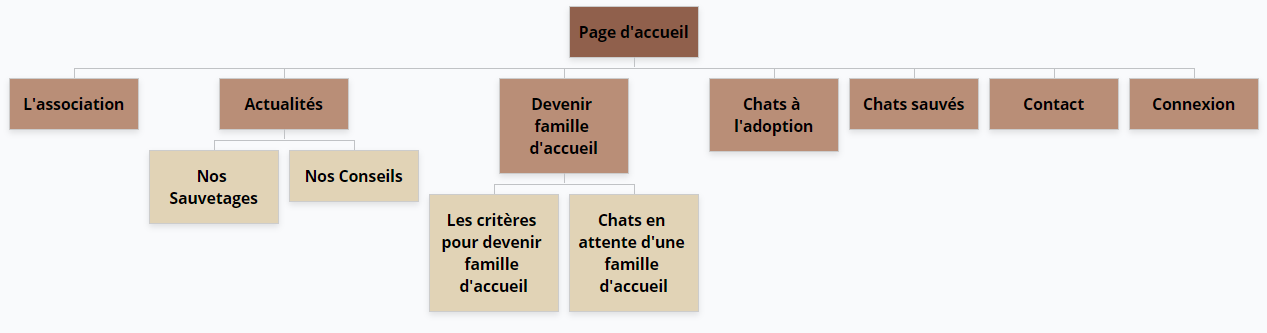 Page d'accueil
L'association
Actualités
Devenir
famille
d'accueil
Chats à
l'adoption
Chats sauvés
Contact
Connexion
Nos
Sauvetages
Nos Conseils
Les critères
pour devenir
famille
d'accueil
Chats en
attente d'une
famille
d'accueil